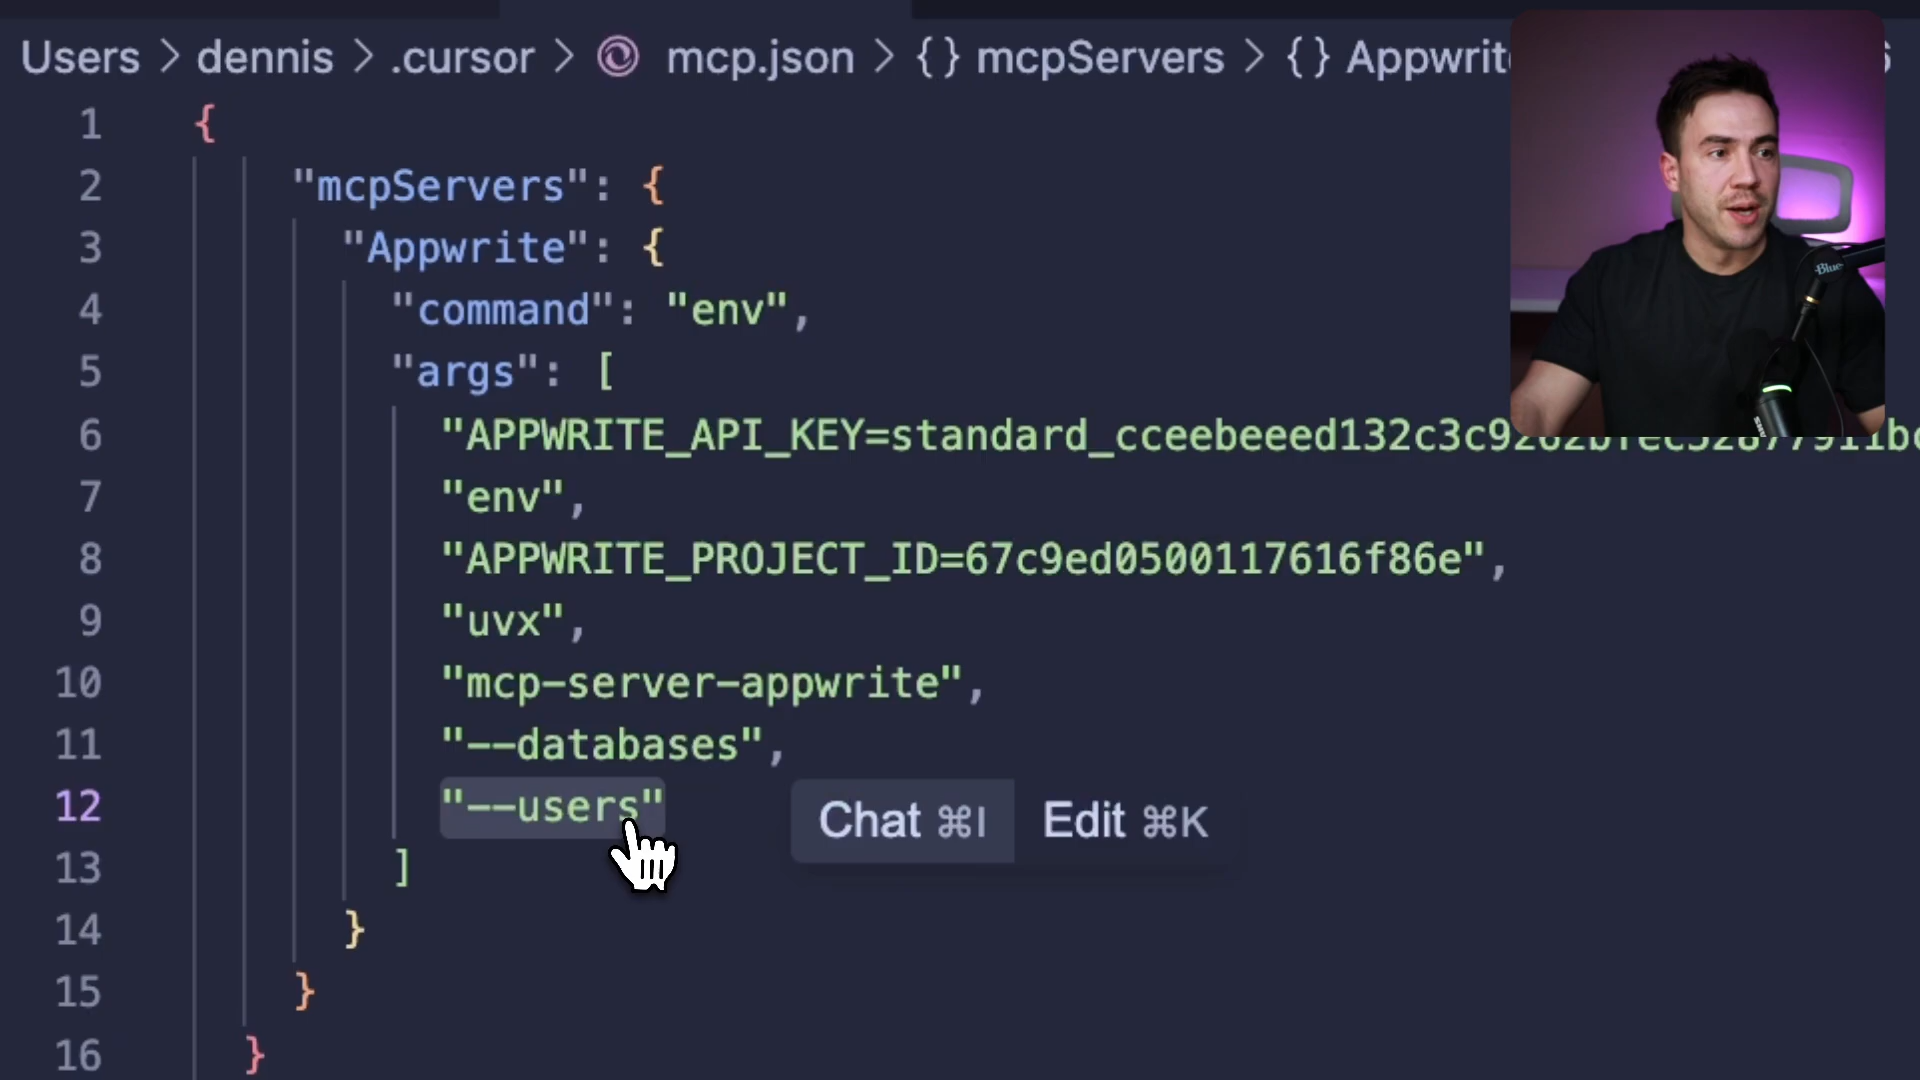 Users > dennis > .cursor > mcp.json > {} mcpServers > {} Appwrite
1 {
2 "mcpServers": {
3 "Appwrite": {
4 "command": "env",
5 "args": [
6 "APPWRITE_API_KEY=standard_cceebeeed132c3c9
7 "env",
8 "APPWRITE_PROJECT_ID=67c9ed0500117616f86e",
9 "uvx",
10 "mcp-server-appwrite",
11 "--databases",
12 "--users"
Chat ⌘I Edit ⌘K
13 ]
14 }
15 }
16 }
Blue